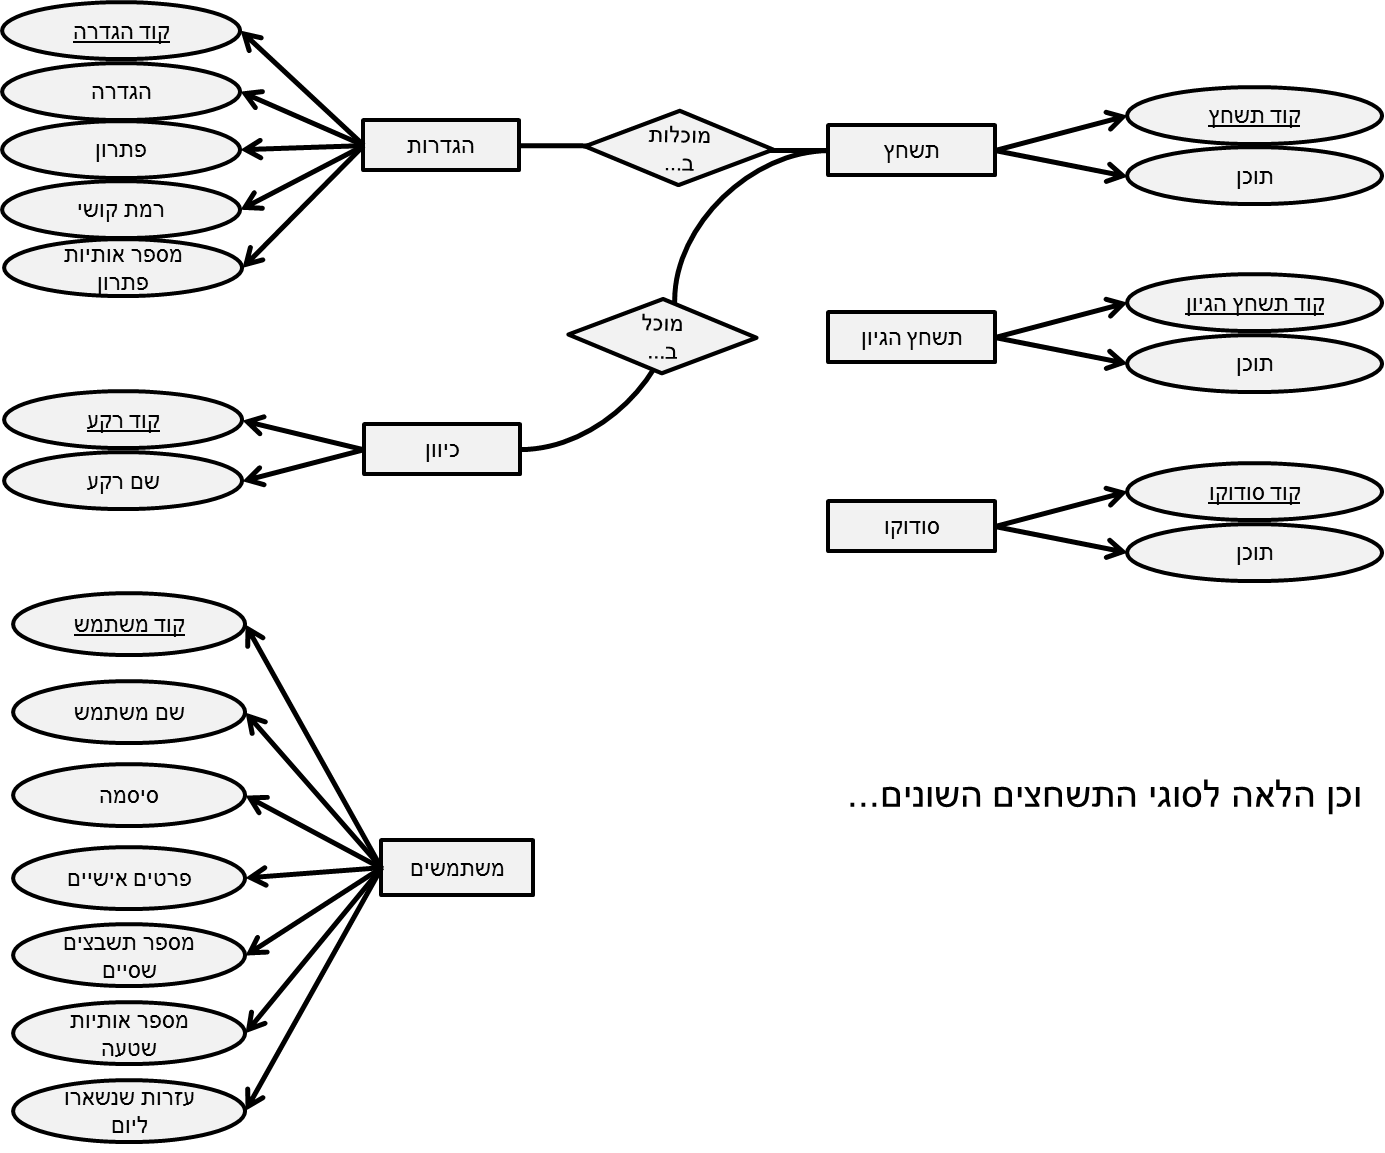 קוד הגדרה
הגדרה
פתרון
רמת קושי
מספר אותיות
פתרון
הגדרות
מוכלות
ב...
תשחץ
קוד תשחץ
תוכן
מוכל
ב...
תשחץ הגיון
קוד תשחץ הגיון
תוכן
קוד רקע
שם רקע
כיוון
סודוקו
קוד סודוקו
תוכן
קוד משתמש
שם משתמש
סיסמה
פרטים אישיים
מספר תשבצים
שסיים
מספר אותיות
שטעה
עזרות שנשארו
ליום
משתמשים
וכן הלאה לסוגי התשחצים השונים...